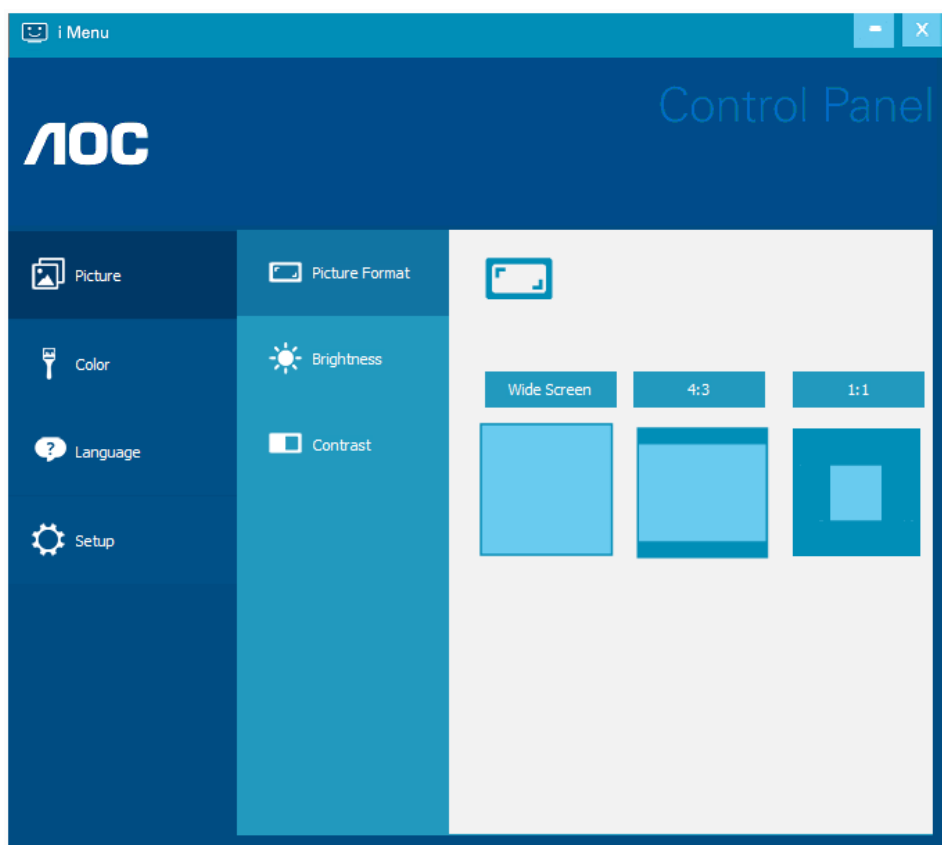 i Menu
Control Panel
AOC
Picture
Color
Language
Setup
Picture Format
Brightness
Contrast
Wide Screen
4:3
1:1